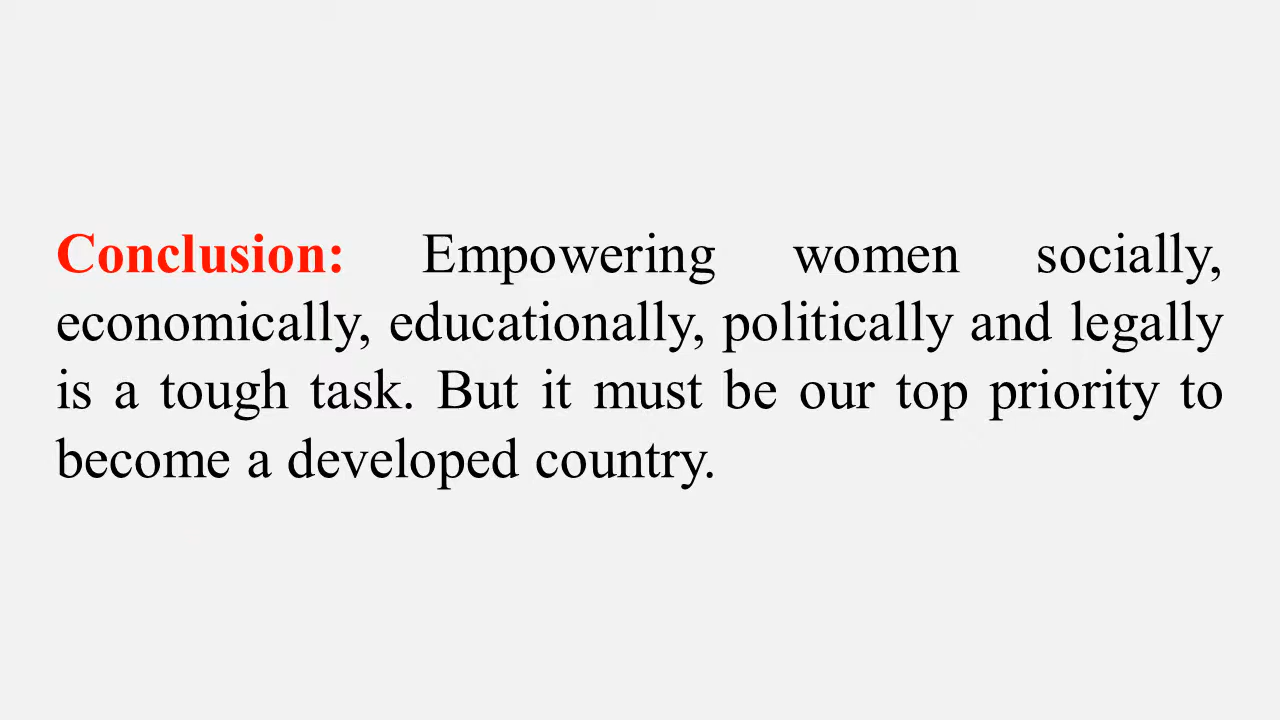 Conclusion: Empowering women socially,
economically, educationally, politically and legally
is a tough task. But it must be our top priority to
become a developed country.